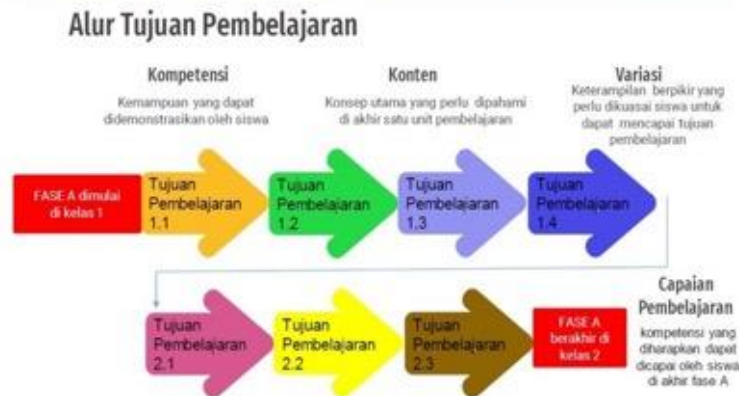 Alur Tujuan Pembelajaran
Kompetensi
Kemampuan yang dapat
didemonstrasikan oleh siswa
Konten
Konsep utama yang perlu dipahami
di akhir satu unit pembelajaran
Variasi
Keterampilan berpikir yang
perlu dikuasai siswa untuk
dapat mencapai tujuan
pembelajaran
FASE A dimulai
di kelas 1
Tujuan
Pembelajaran
1.1
Tujuan
Pembelajaran
1.2
Tujuan
Pembelajaran
1.3
Tujuan
Pembelajaran
1.4
Tujuan
Pembelajaran
2.1
Tujuan
Pembelajaran
2.2
Tujuan
Pembelajaran
2.3
FASE A
berakhir di
kelas 2
Capaian
Pembelajaran
kompetensi yang
diharapkan dapat
dicapai oleh siswa
di akhir fase A